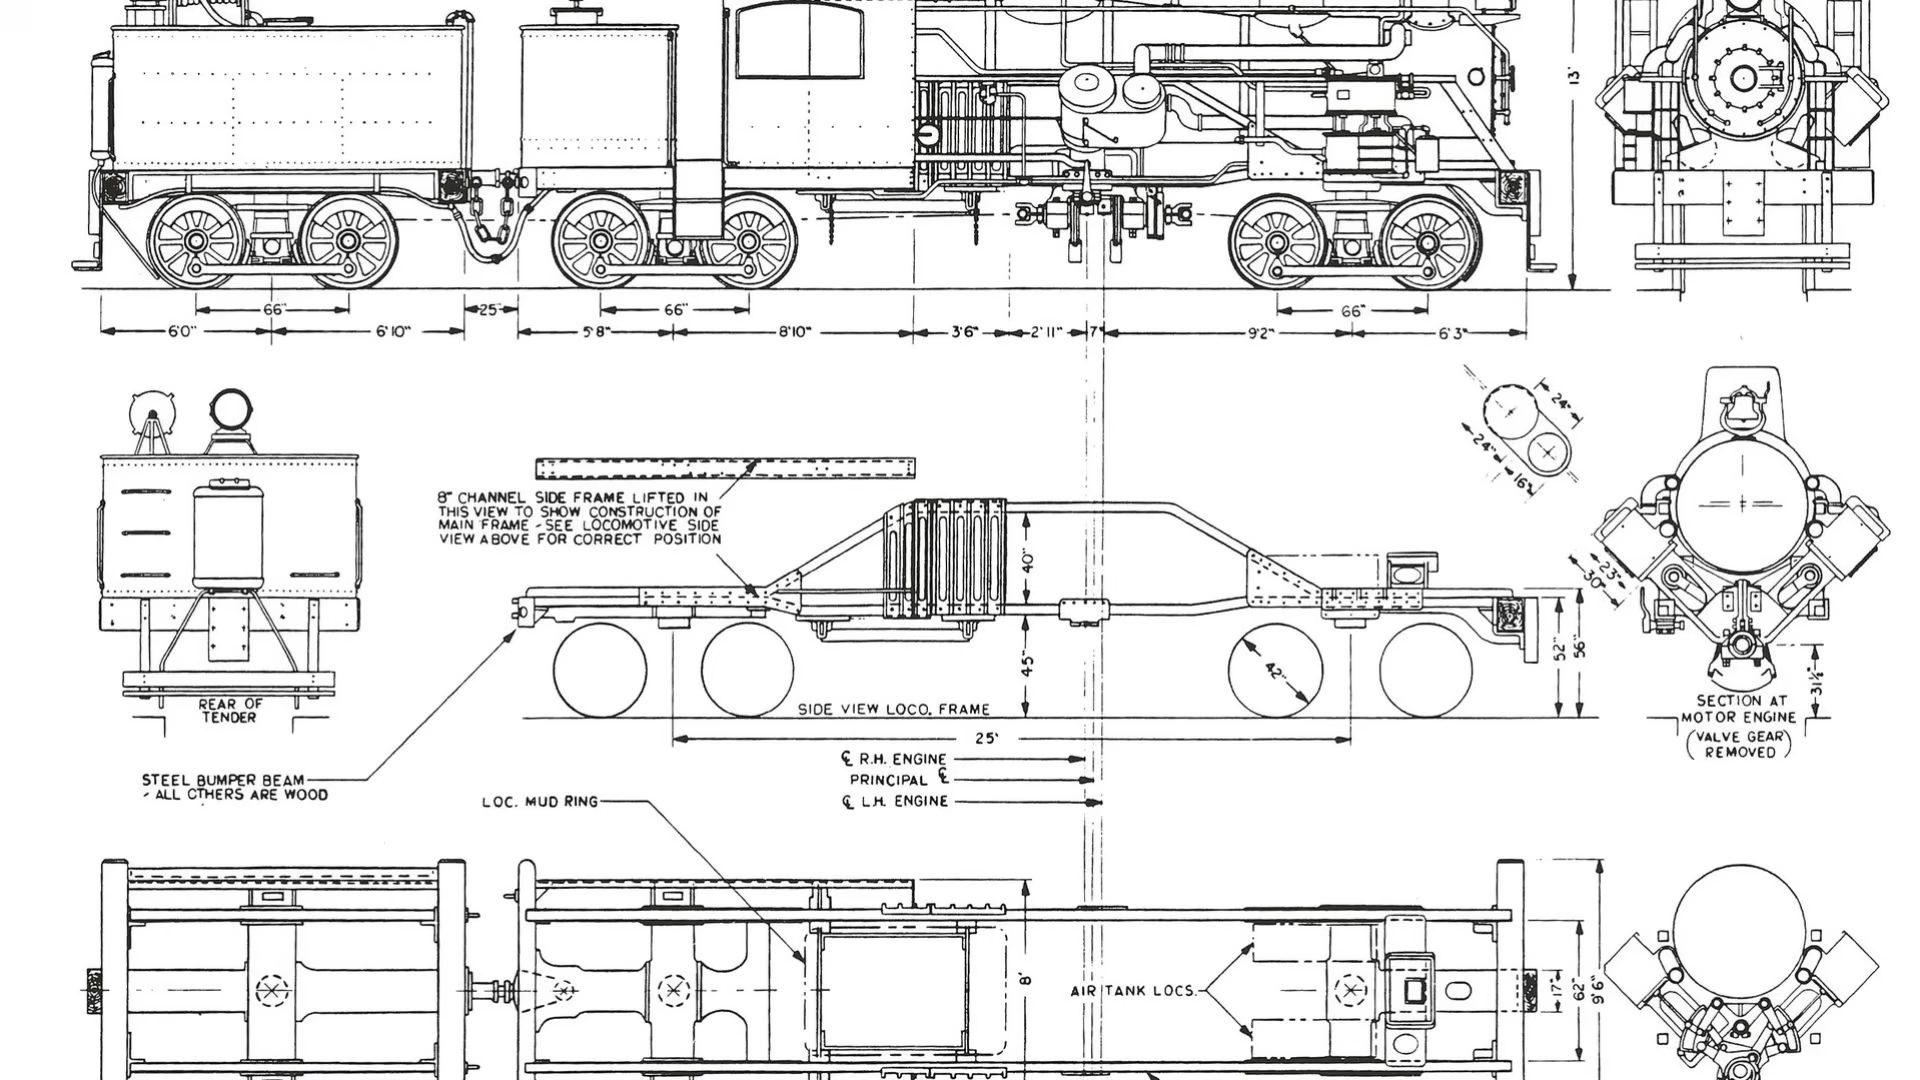 13'
66"
25"
66"
66"
6'0"
6'10"
5'8"
8'10"
3'6"
2' 11"
7"
9'2"
6' 3"
24"
24"
16"
8" CHANNEL SIDE FRAME LIFTED IN
THIS VIEW TO SHOW CONSTRUCTION OF
MAIN FRAME - SEE LOCOMOTIVE SIDE
VIEW ABOVE FOR CORRECT POSITION
40"
23"
30"
45"
42"
52"
56"
31½"
REAR OF
TENDER
SIDE VIEW LOCO. FRAME
SECTION AT
MOTOR ENGINE
(VALVE GEAR
REMOVED)
25'
℄ R.H. ENGINE
PRINCIPAL ℄
℄ L.H. ENGINE
STEEL BUMPER BEAM
- ALL OTHERS ARE WOOD
LOC. MUD RING
8'
AIR TANK LOCS.
17"
62"
9'6"